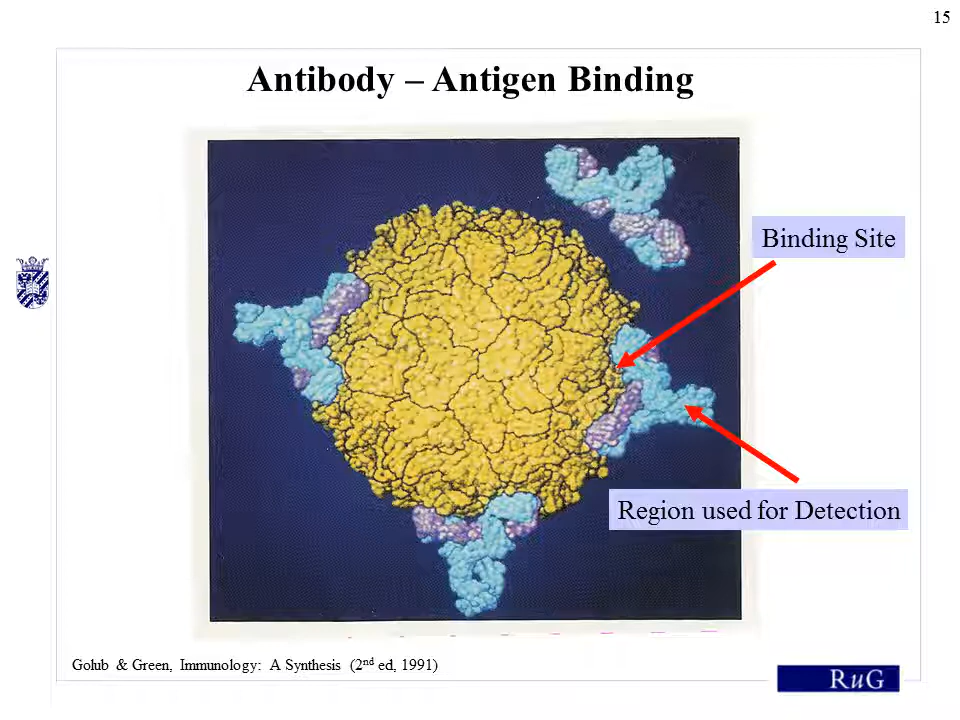 15
Antibody – Antigen Binding
Binding Site
Region used for Detection
Golub & Green, Immunology: A Synthesis (2nd ed, 1991)
RuG